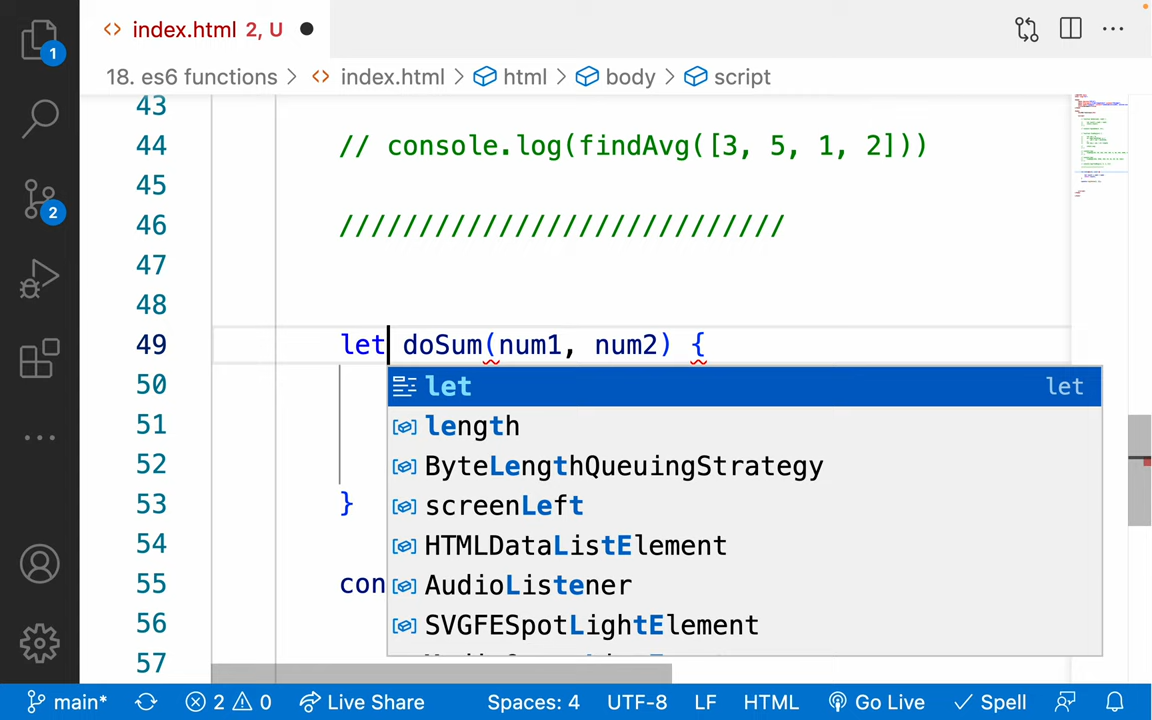 index.html 2, U
18. es6 functions > index.html > html > body > script
1
2
43
44 // console.log(findAvg([3, 5, 1, 2]))
45
46 ////////////////////////////
47
48
49 let doSum(num1, num2) {
50 let let
51 length
52 ByteLengthQueuingStrategy
53 } screenLeft
54 HTMLDataListElement
55 con AudioListener
56 SVGFESpotLightElement
57
main* 2 0 Live Share Spaces: 4 UTF-8 LF HTML Go Live Spell